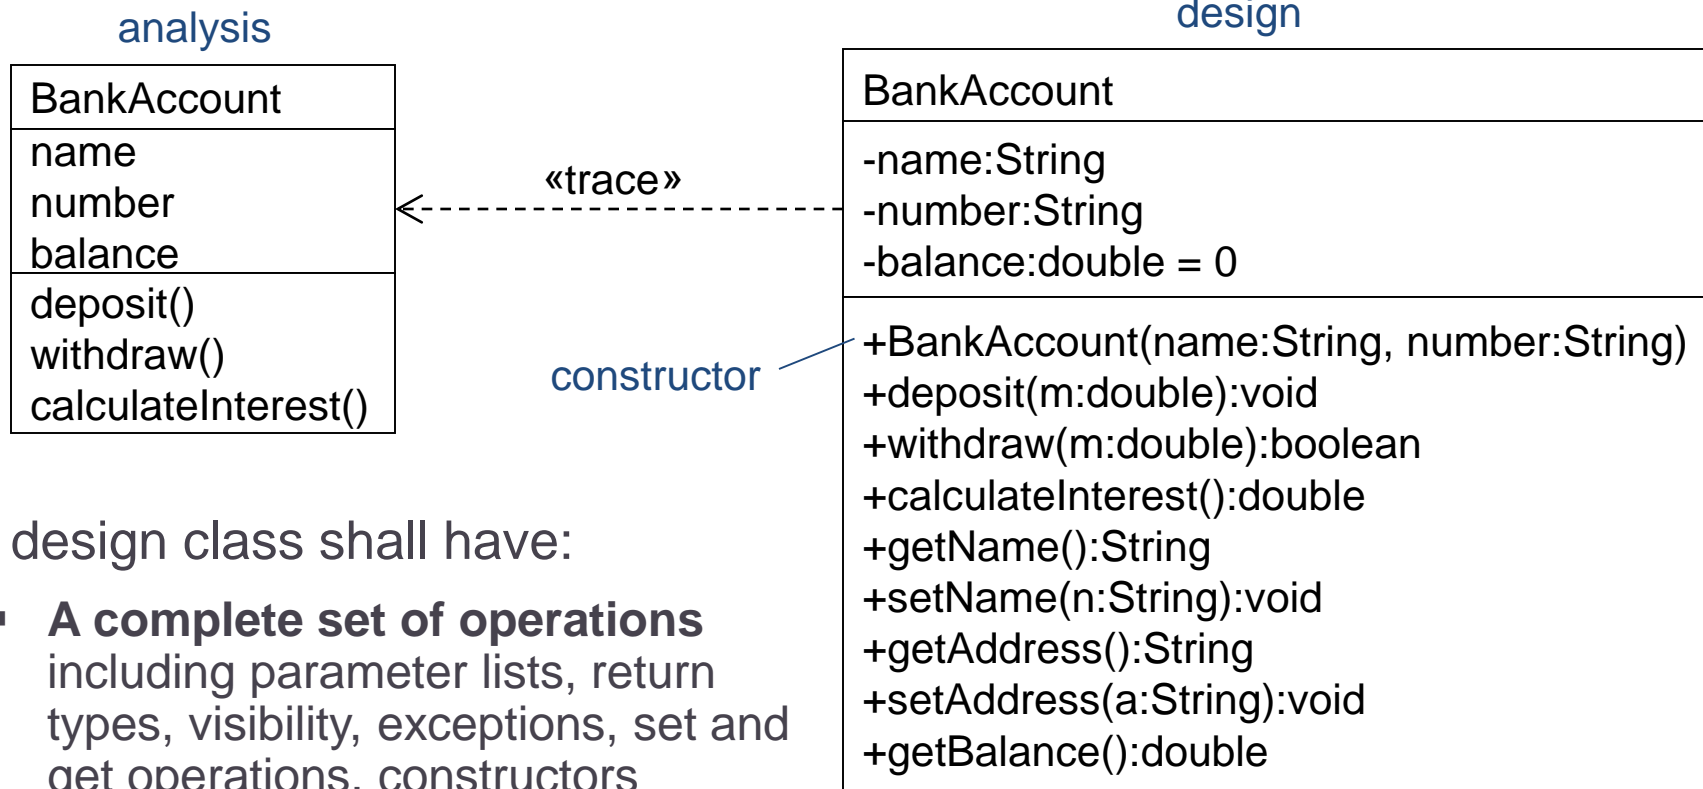 analysis
BankAccount
name
number
balance
deposit()
withdraw()
calculateInterest()
«trace»
constructor
design
BankAccount
-name:String
-number:String
-balance:double = 0
+BankAccount(name:String, number:String)
+deposit(m:double):void
+withdraw(m:double):boolean
+calculateInterest():double
+getName():String
+setName(n:String):void
+getAddress():String
+setAddress(a:String):void
+getBalance():double
design class shall have:
▪ A complete set of operations
including parameter lists, return
types, visibility, exceptions, set and
get operations, constructors